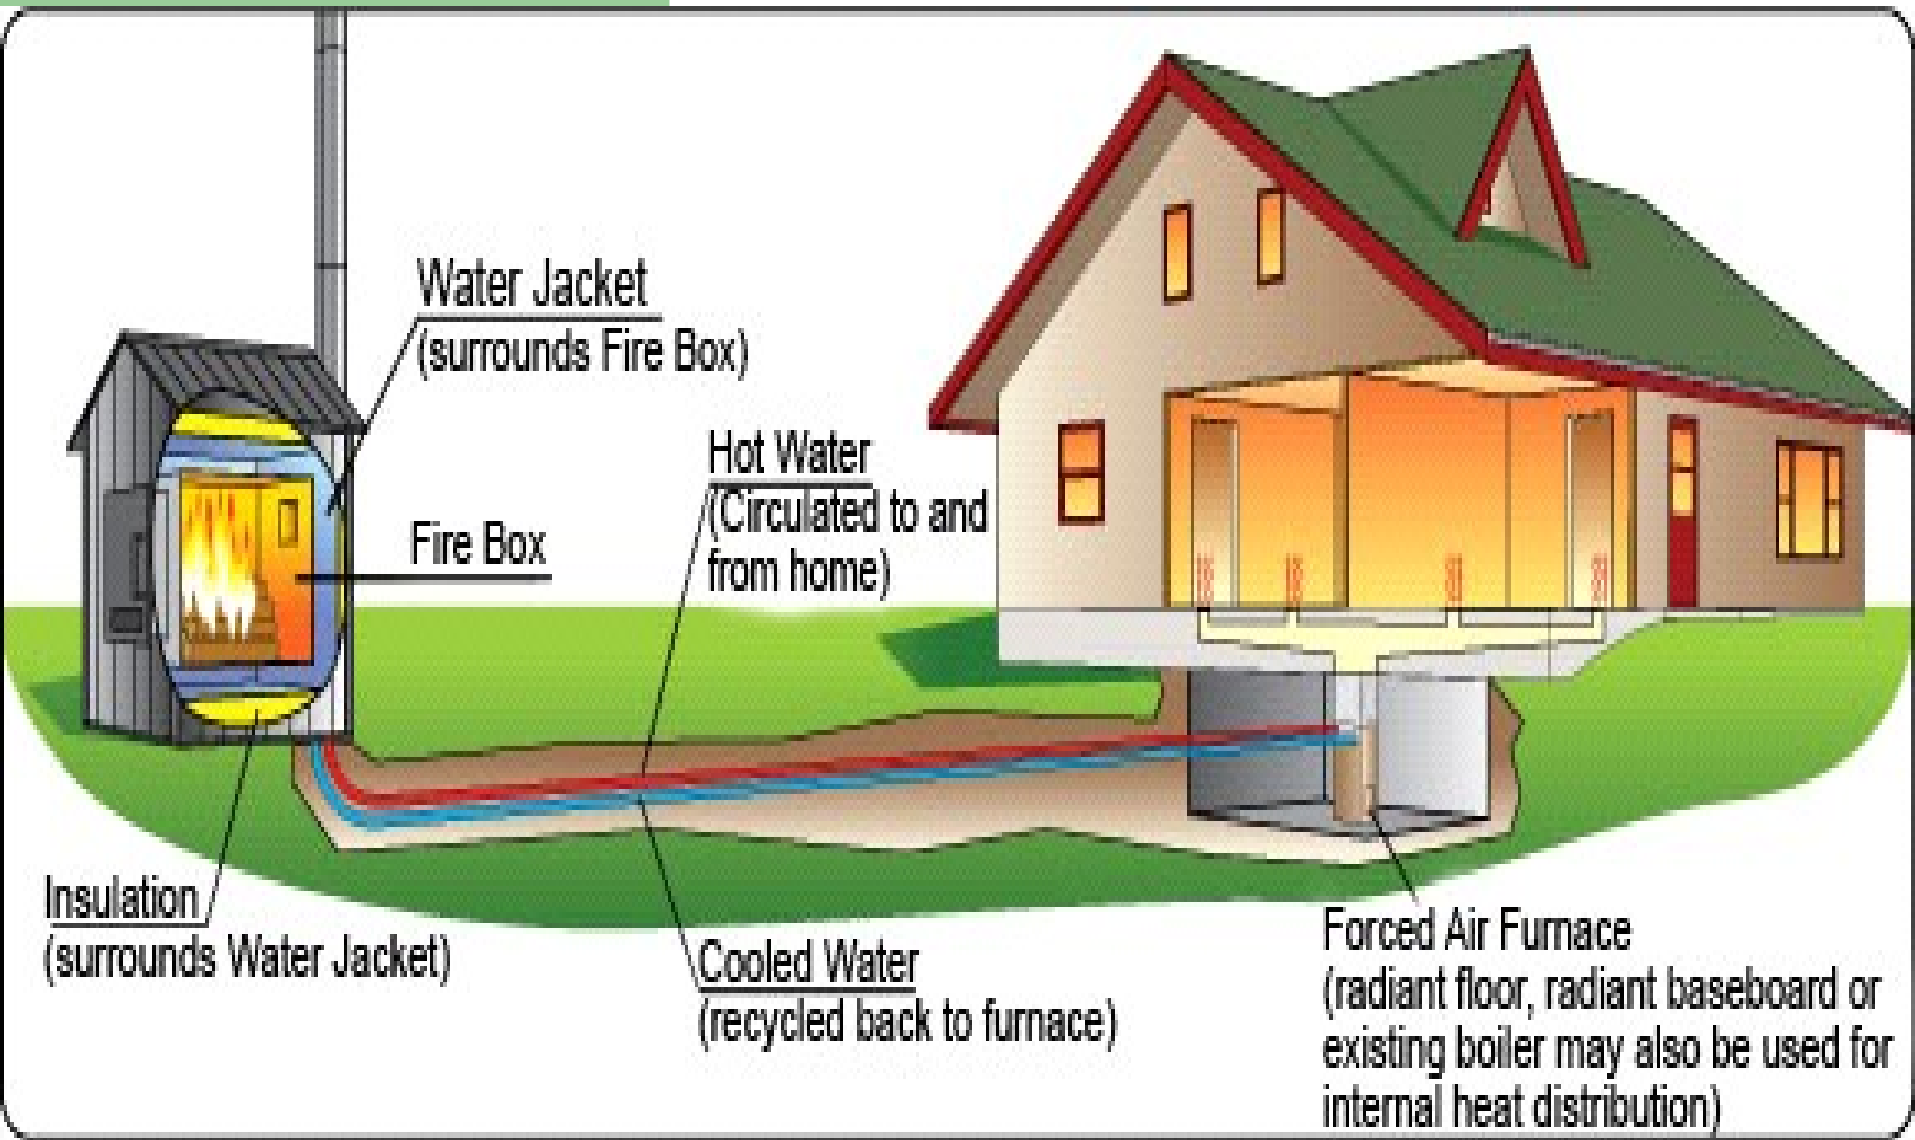 Water Jacket
(surrounds Fire Box)
Hot Water
(Circulated to and
from home)
Fire Box
Insulation
(surrounds Water Jacket)
Cooled Water
(recycled back to furnace)
Forced Air Furnace
(radiant floor, radiant baseboard or
existing boiler may also be used for
internal heat distribution)